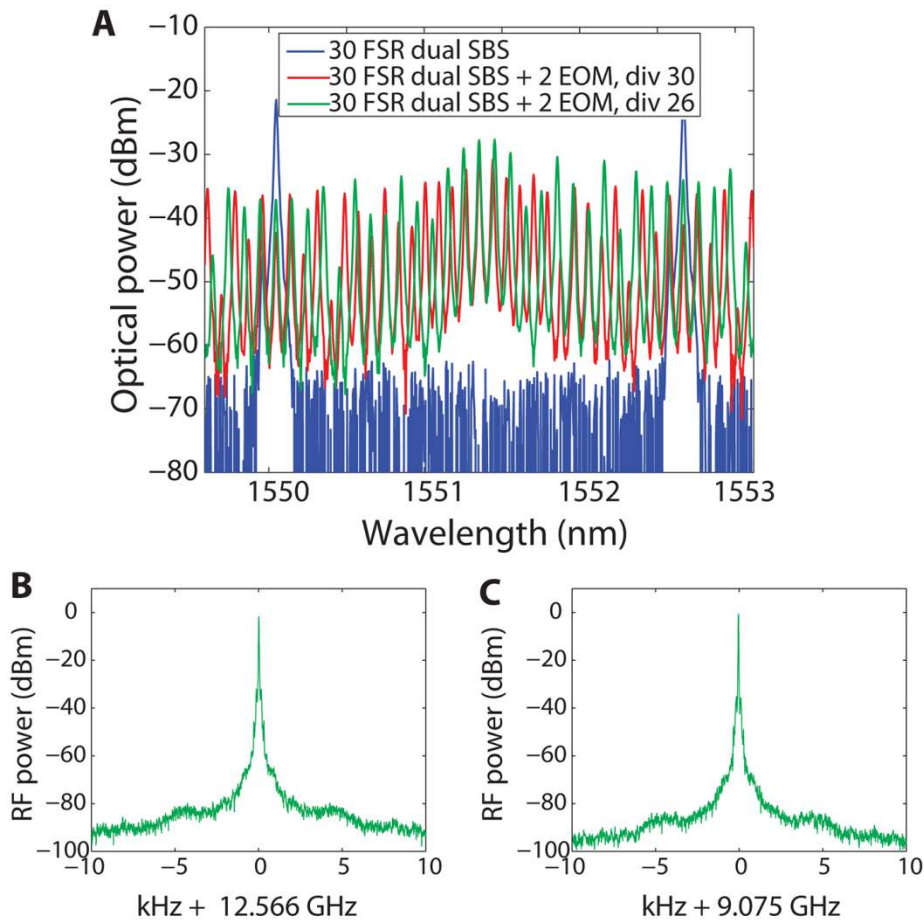 A
Optical power (dBm)
−10
−20
−30
−40
−50
−60
−70
−80
30 FSR dual SBS
30 FSR dual SBS + 2 EOM, div 30
30 FSR dual SBS + 2 EOM, div 26
1550 1551 1552 1553
Wavelength (nm)
B
RF power (dBm)
0
−20
−40
−60
−80
−100
−10 −5 0 5 10
kHz + 12.566 GHz
C
RF power (dBm)
0
−20
−40
−60
−80
−100
−10 −5 0 5 10
kHz + 9.075 GHz